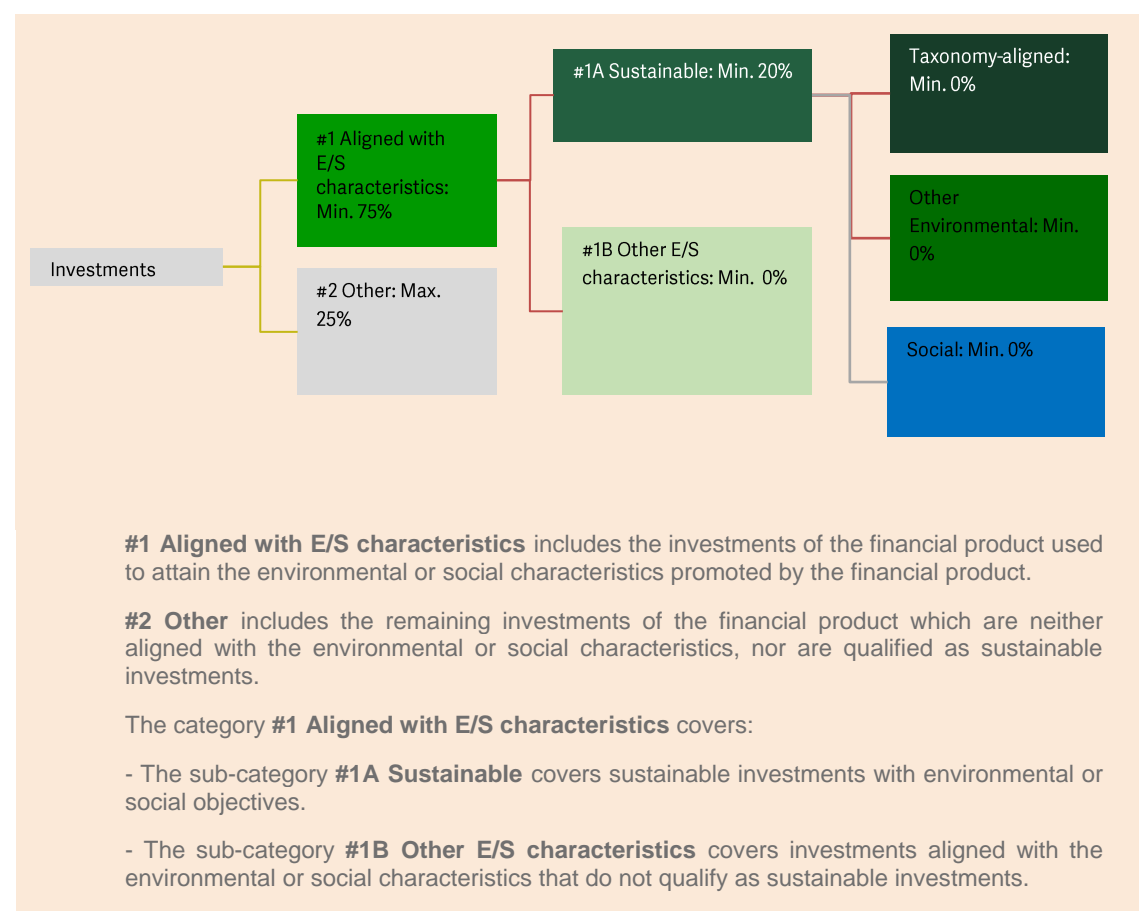 Investments
#1 Aligned with
E/S
characteristics:
Min. 75%
#2 Other: Max.
25%
#1A Sustainable: Min. 20%
#1B Other E/S
characteristics: Min. 0%
Taxonomy-aligned:
Min. 0%
Other
Environmental: Min.
0%
Social: Min. 0%
#1 Aligned with E/S characteristics includes the investments of the financial product used
to attain the environmental or social characteristics promoted by the financial product.
#2 Other includes the remaining investments of the financial product which are neither
aligned with the environmental or social characteristics, nor are qualified as sustainable
investments.
The category #1 Aligned with E/S characteristics covers:
- The sub-category #1A Sustainable covers sustainable investments with environmental or
social objectives.
- The sub-category #1B Other E/S characteristics covers investments aligned with the
environmental or social characteristics that do not qualify as sustainable investments.